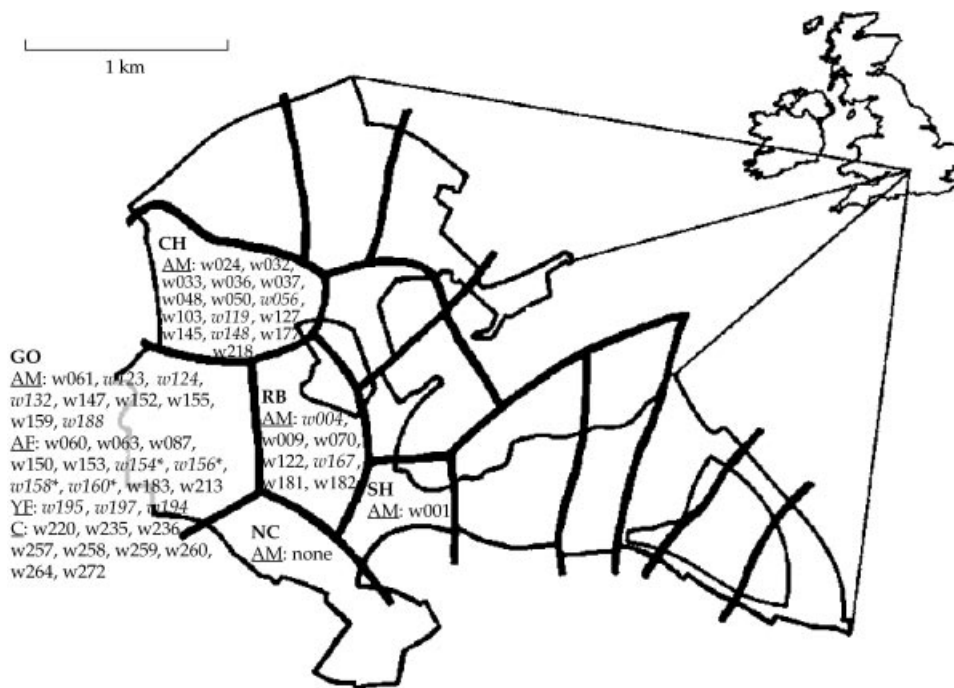 1 km
CH
AM: w024, w032,
w033, w036, w037,
w048, w050, w056,
w103, w119, w127,
w145, w148, w177,
w218
GO
AM: w061, w123, w124,
w132, w147, w152, w155,
w159, w188
AF: w060, w063, w087,
w150, w153, w154*, w156*,
w158*, w160*, w183, w213
YF: w195, w197, w194
C: w220, w235, w236,
w257, w258, w259, w260,
w264, w272
RB
AM: w004,
w009, w070,
w122, w167,
w181, w182
SH
AM: w001
NC
AM: none